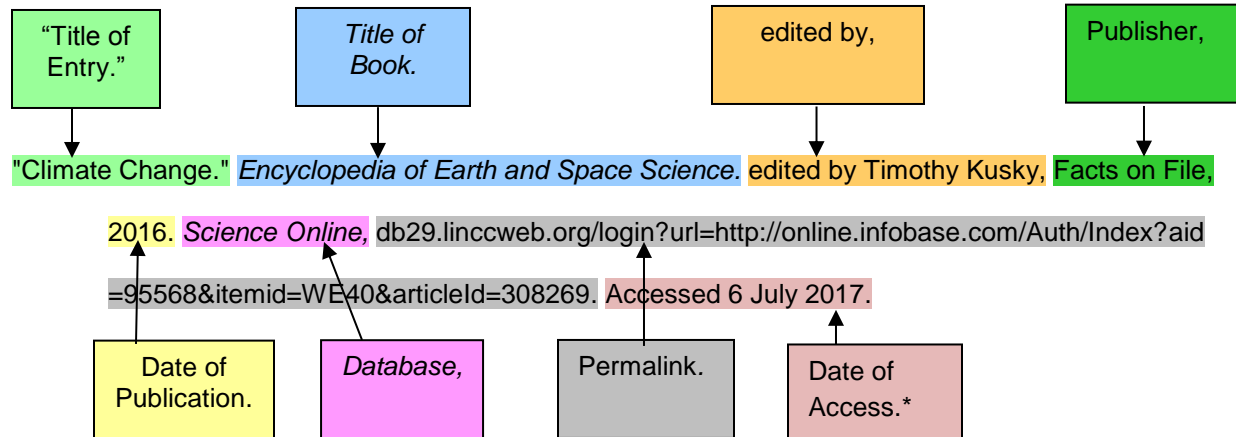 “Title of
Entry.”
Title of
Book.
edited by,
Publisher,
"Climate Change." Encyclopedia of Earth and Space Science. edited by Timothy Kusky, Facts on File,
2016. Science Online, db29.linccweb.org/login?url=http://online.infobase.com/Auth/Index?aid
=95568&itemid=WE40&articleId=308269. Accessed 6 July 2017.
Date of
Publication.
Database,
Permalink.
Date of
Access.*